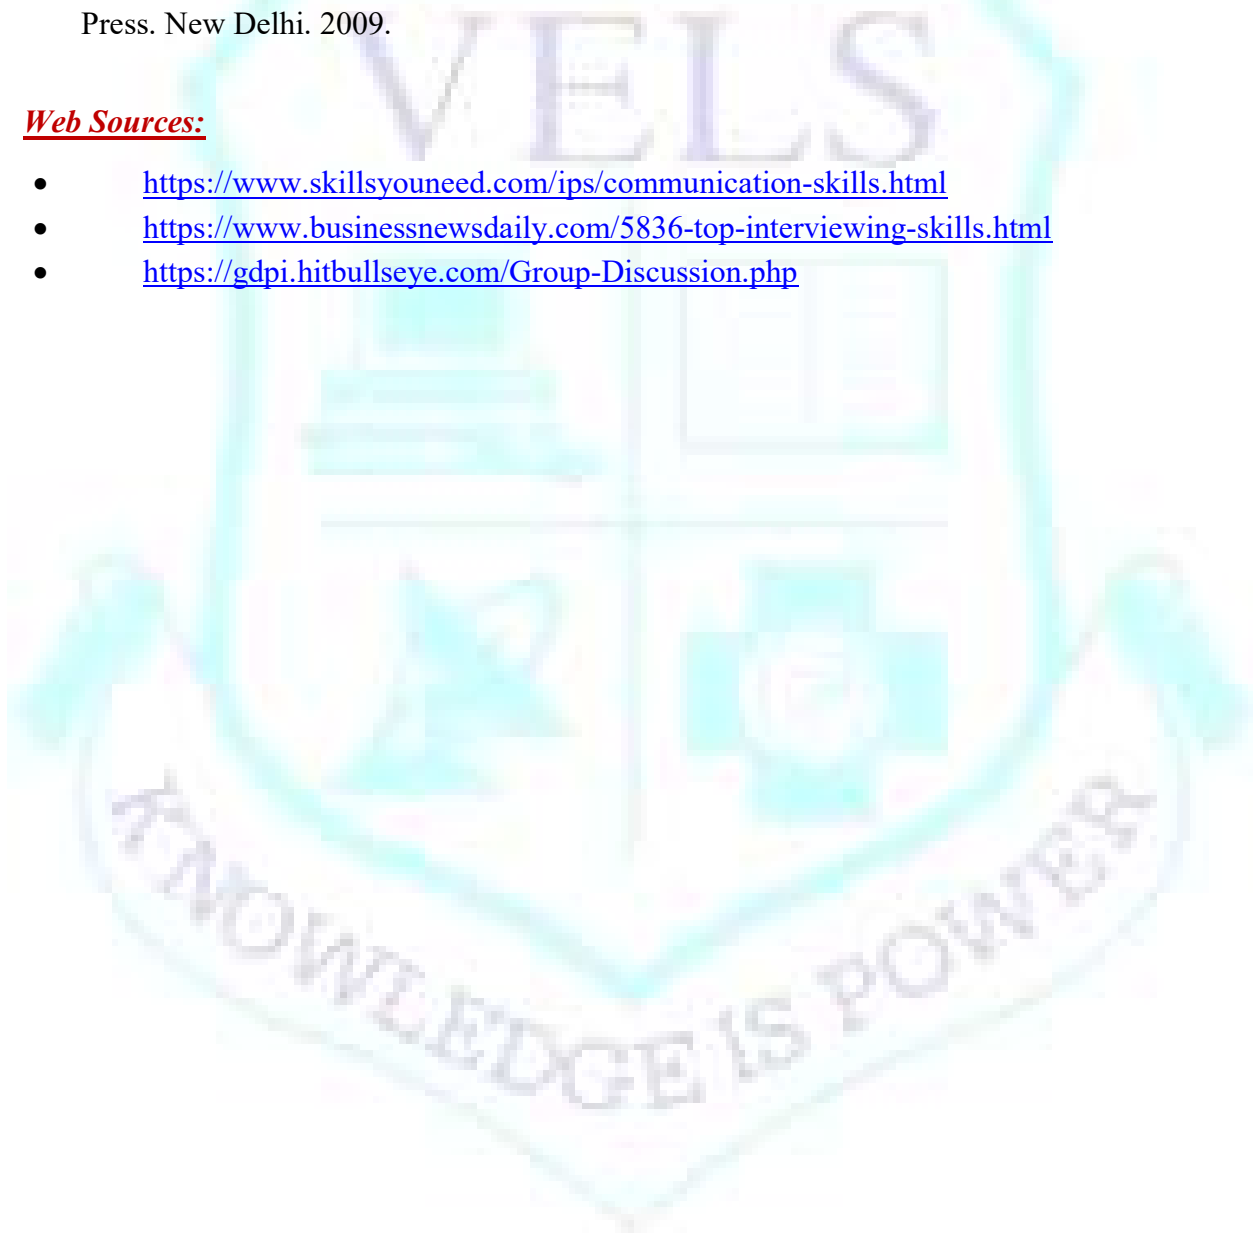 Press. New Delhi. 2009.
VELS
Web Sources:
• https://www.skillsyouneed.com/ips/communication-skills.html
• https://www.businessnewsdaily.com/5836-top-interviewing-skills.html
• https://gdpi.hitbullseye.com/Group-Discussion.php
KNOWLEDGE IS POWER